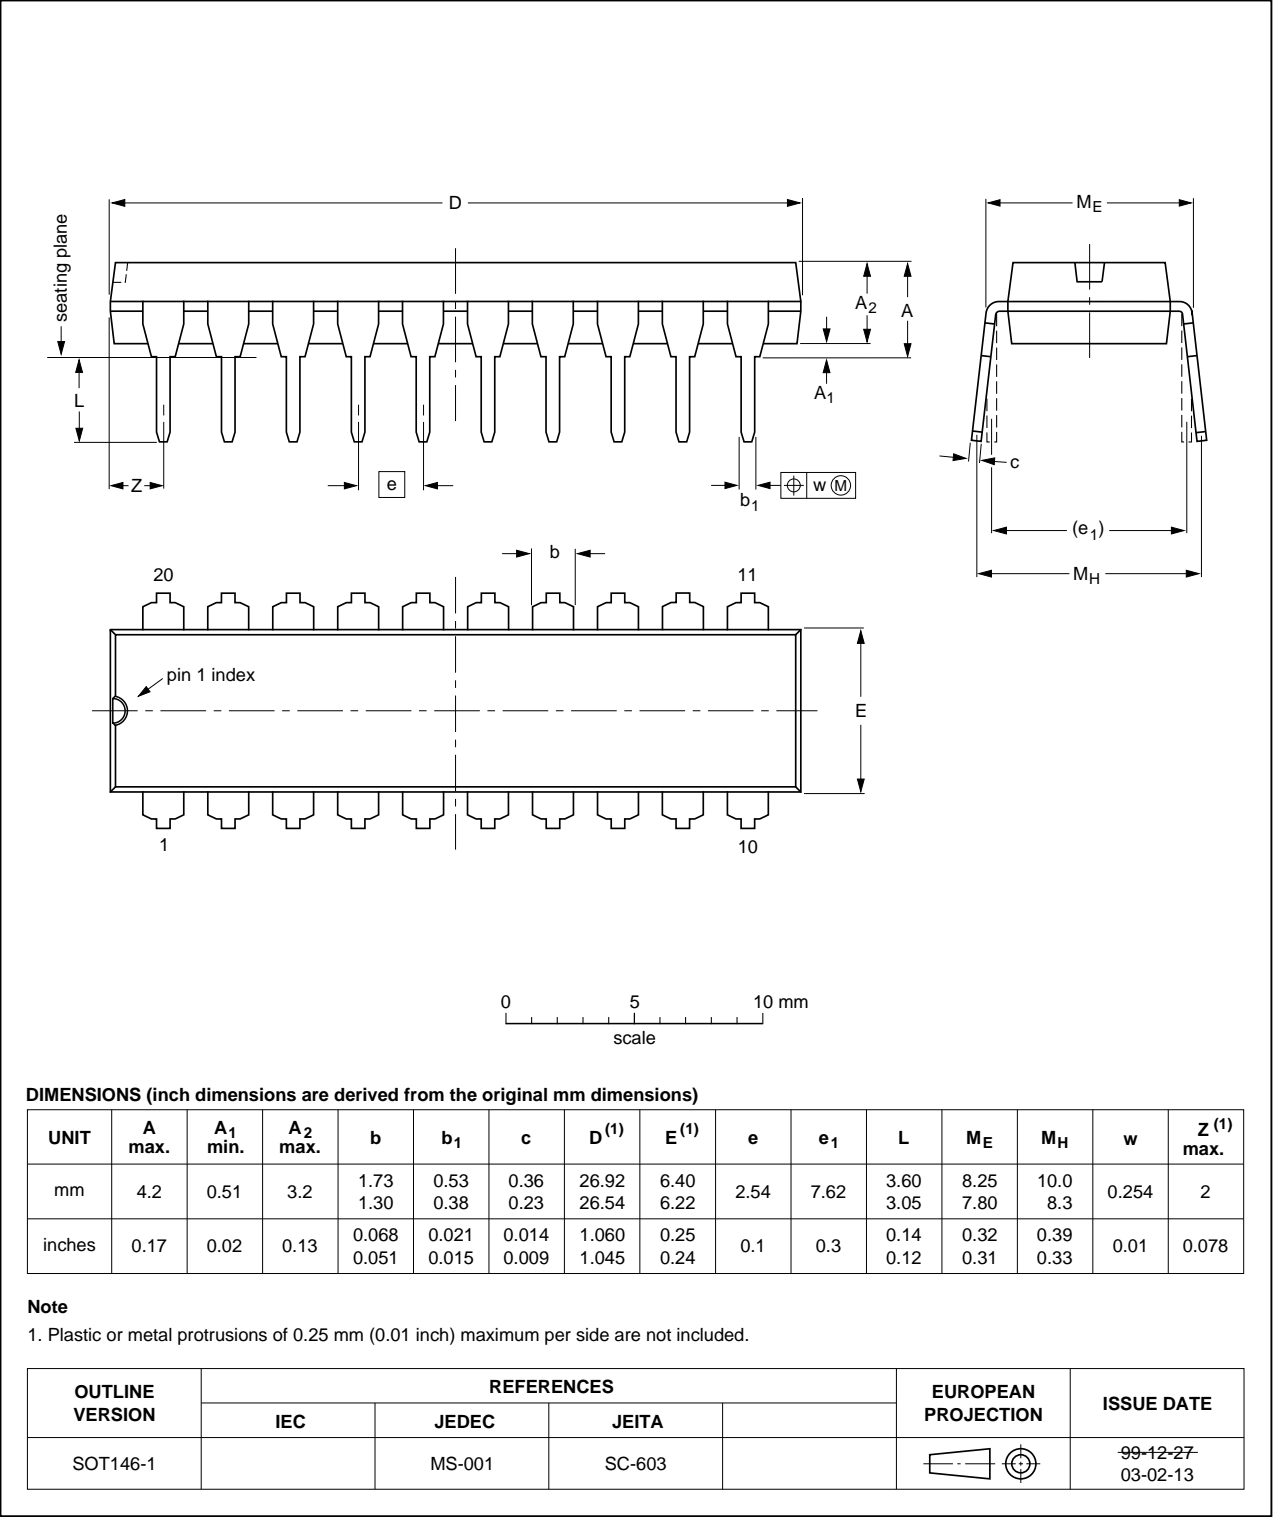 D
M_E
seating plane
A_2
A
L
A_1
Z
e
b_1
w M
c
(e_1)
M_H
b
20
11
pin 1 index
E
1
10
0 5 10 mm
scale
DIMENSIONS (inch dimensions are derived from the original mm dimensions)
UNIT A max. A_1 min. A_2 max. b b_1 c D^(1) E^(1) e e_1 L M_E M_H w Z^(1) max.
mm 4.2 0.51 3.2 1.73 1.30 0.53 0.38 0.36 0.23 26.92 26.54 6.40 6.22 2.54 7.62 3.60 3.05 8.25 7.80 10.0 8.3 0.254 2
inches 0.17 0.02 0.13 0.068 0.051 0.021 0.015 0.014 0.009 1.060 1.045 0.25 0.24 0.1 0.3 0.14 0.12 0.32 0.31 0.39 0.33 0.01 0.078
Note
1. Plastic or metal protrusions of 0.25 mm (0.01 inch) maximum per side are not included.
OUTLINE VERSION
REFERENCES
EUROPEAN PROJECTION
ISSUE DATE
IEC JEDEC JEITA
SOT146-1 MS-001 SC-603
99-12-27
03-02-13